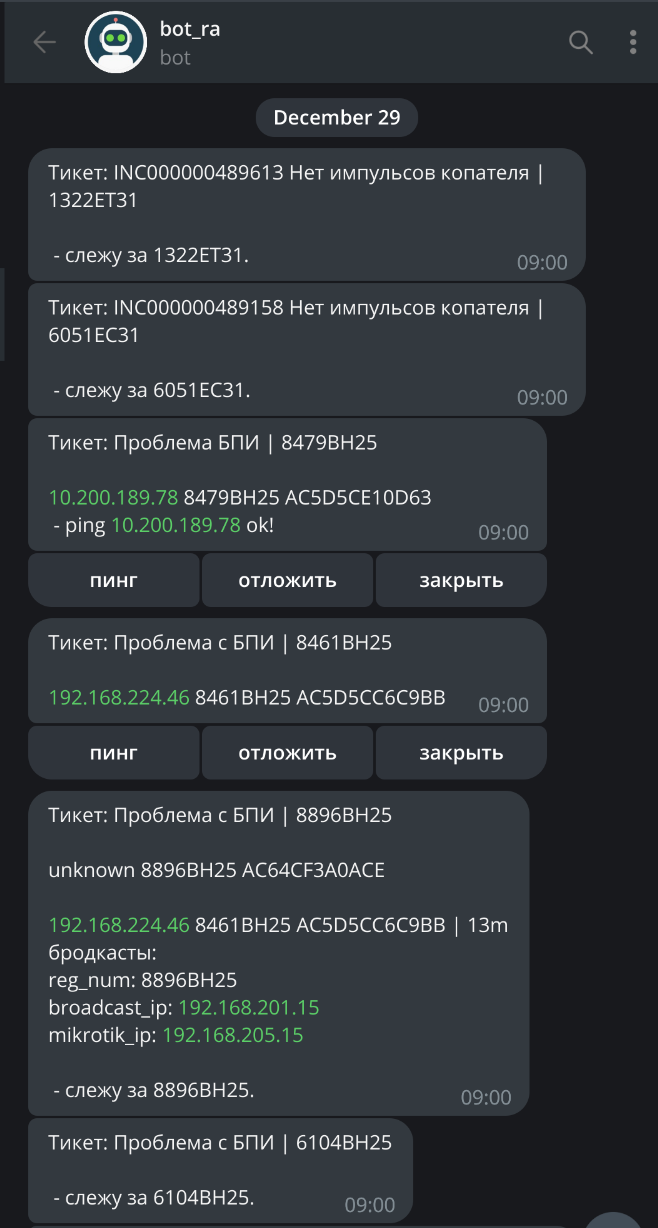 bot_ra
bot
December 29
Тикет: INC000000489613 Нет импульсов копателя |
1322ET31
- слежу за 1322ET31.
09:00
Тикет: INC000000489158 Нет импульсов копателя |
6051EC31
- слежу за 6051EC31.
09:00
Тикет: Проблема БПИ | 8479BH25
10.200.189.78 8479BH25 AC5D5CE10D63
- ping 10.200.189.78 ok!
09:00
пинг отложить закрыть
Тикет: Проблема с БПИ | 8461BH25
192.168.224.46 8461BH25 AC5D5CC6C9BB
09:00
пинг отложить закрыть
Тикет: Проблема с БПИ | 8896BH25
unknown 8896BH25 AC64CF3A0ACE
192.168.224.46 8461BH25 AC5D5CC6C9BB | 13m
бродкасты:
reg_num: 8896BH25
broadcast_ip: 192.168.201.15
mikrotik_ip: 192.168.205.15
- слежу за 8896BH25.
09:00
Тикет: Проблема с БПИ | 6104BH25
- слежу за 6104BH25.
09:00